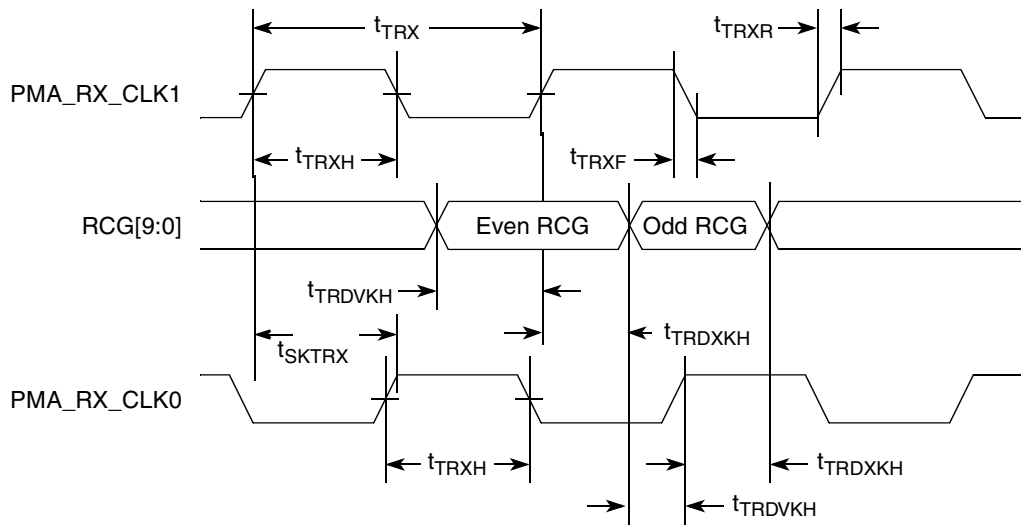 tTRX
tTRXR
PMA_RX_CLK1
tTRXH
tTRXF
RCG[9:0]
Even RCG
Odd RCG
tTRDVKH
tTRDXKH
tSKTRX
PMA_RX_CLK0
tTRXH
tTRDXKH
tTRDVKH